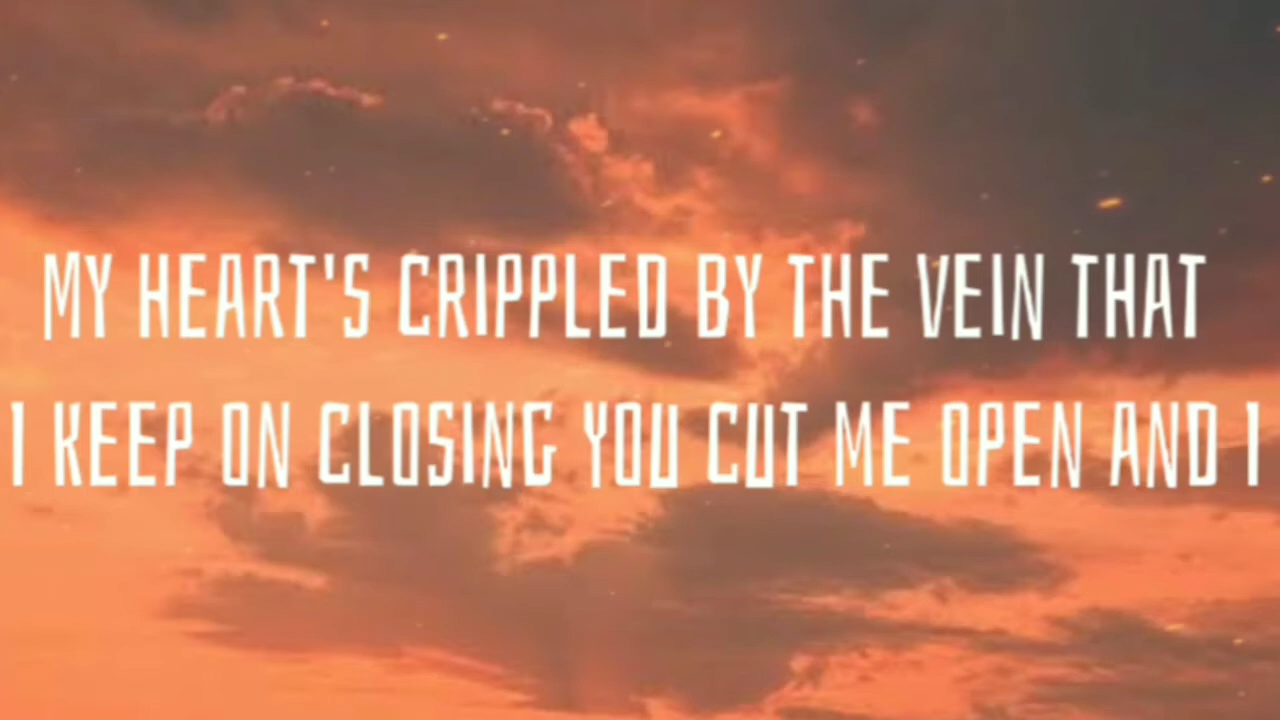 MY HEART'S CRIPPLED BY THE VEIN THAT
I KEEP ON CLOSING YOU CUT ME OPEN AND I